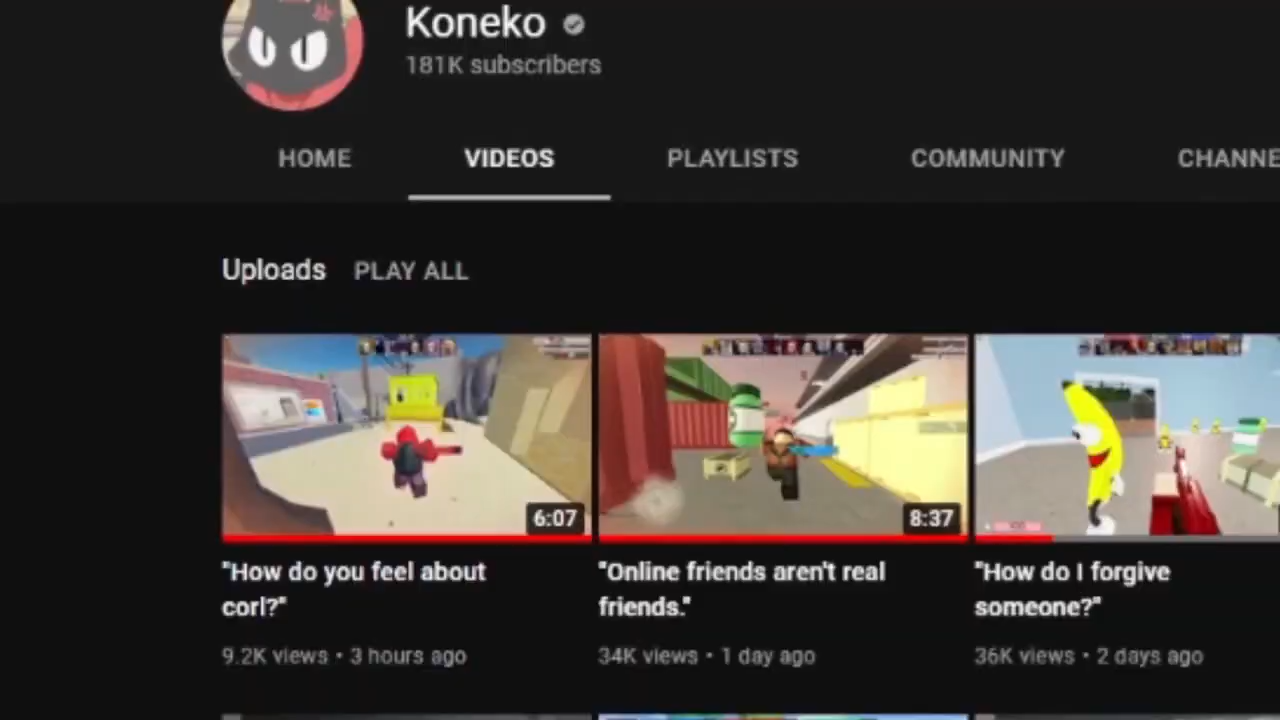 Koneko
181K subscribers
HOME VIDEOS PLAYLISTS COMMUNITY CHANNE
Uploads PLAY ALL
6:07 8:37
"How do you feel about
corl?"
9.2K views • 3 hours ago
"Online friends aren't real
friends."
34K views • 1 day ago
"How do I forgive
someone?"
36K views • 2 days ago